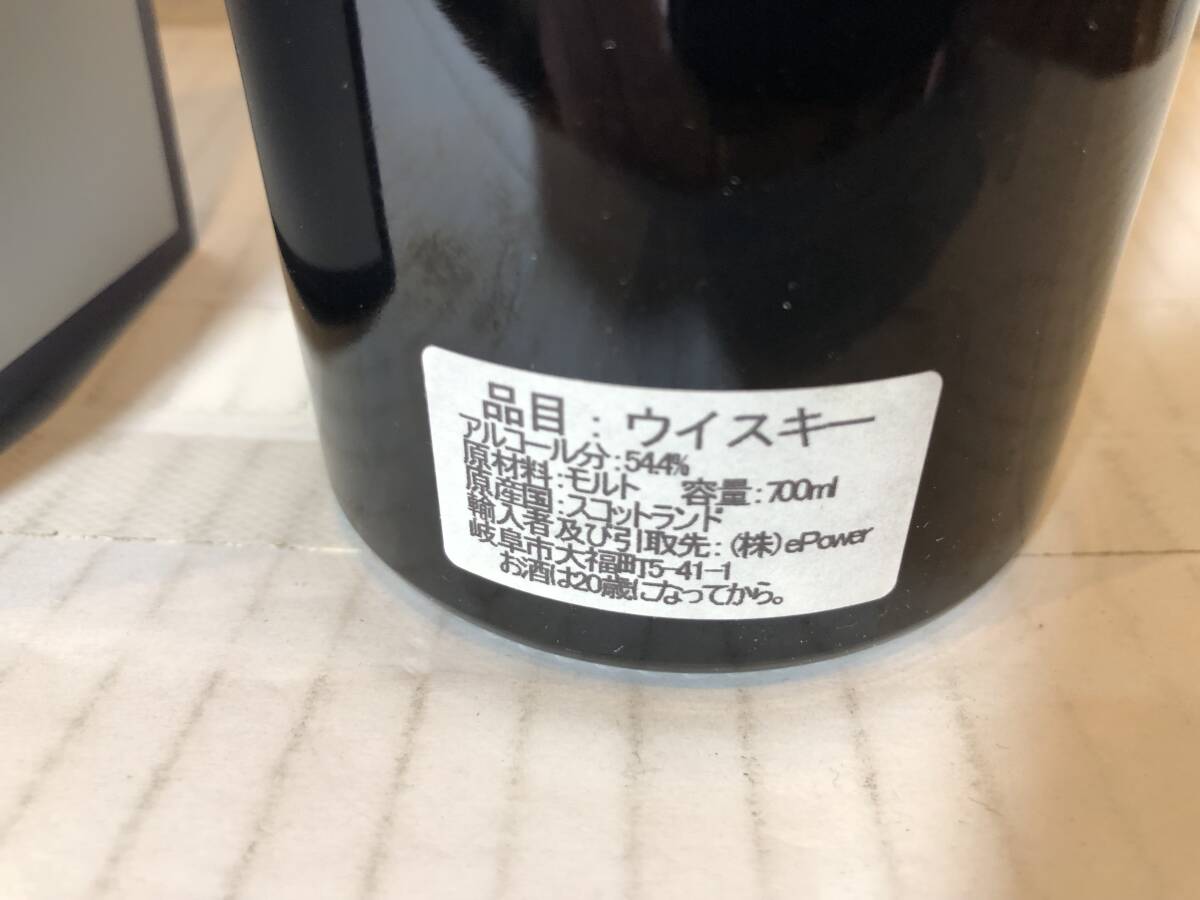 品目：ウイスキー
アルコール分：54.4%
原材料：モルト　容量：700ml
原産国：スコットランド
輸入者及び引取先：(株)ePower
岐阜市大福町5-41-1
お酒は20歳になってから。